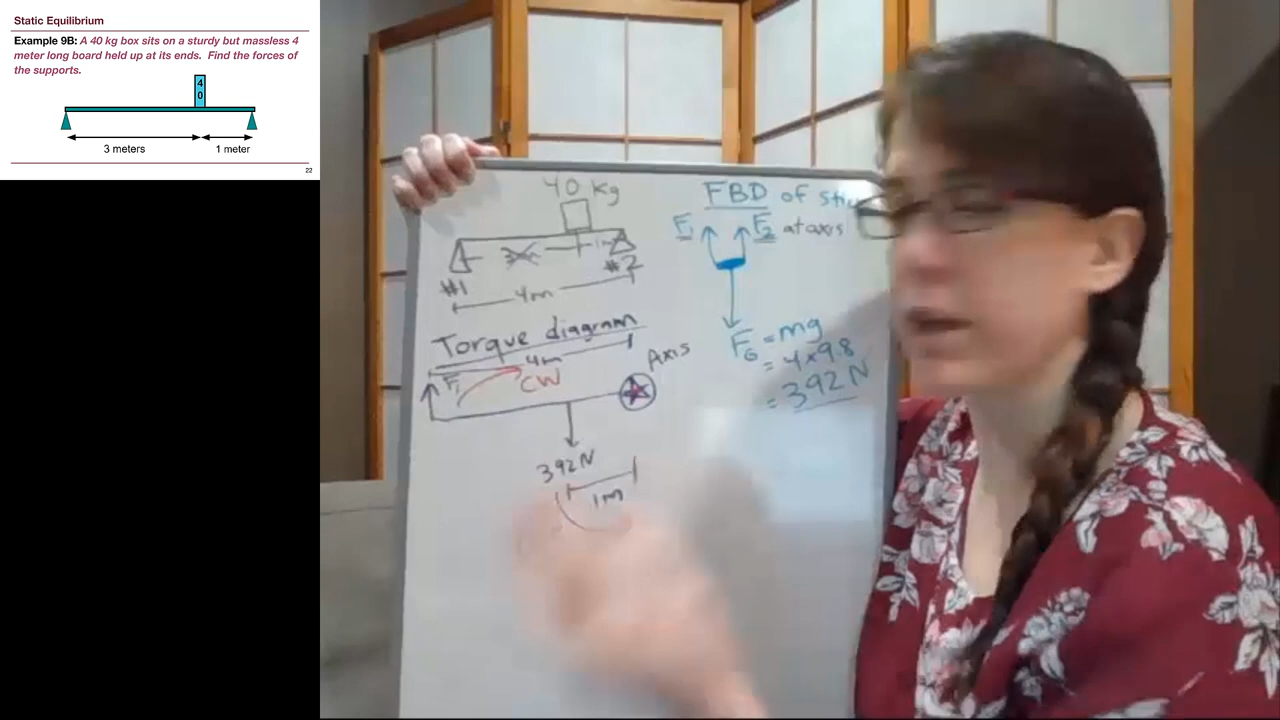 Static Equilibrium
Example 9B: A 40 kg box sits on a sturdy but massless 4
meter long board held up at its ends. Find the forces of
the supports.
4
0
3 meters
1 meter
22
40 kg
1m
#1
#2
4m
Torque diagram
4m
Axis
F1
CW
392N
1m
FBD of
F1
F2 at axis
FG = mg
= 4 x 9.8
= 392 N